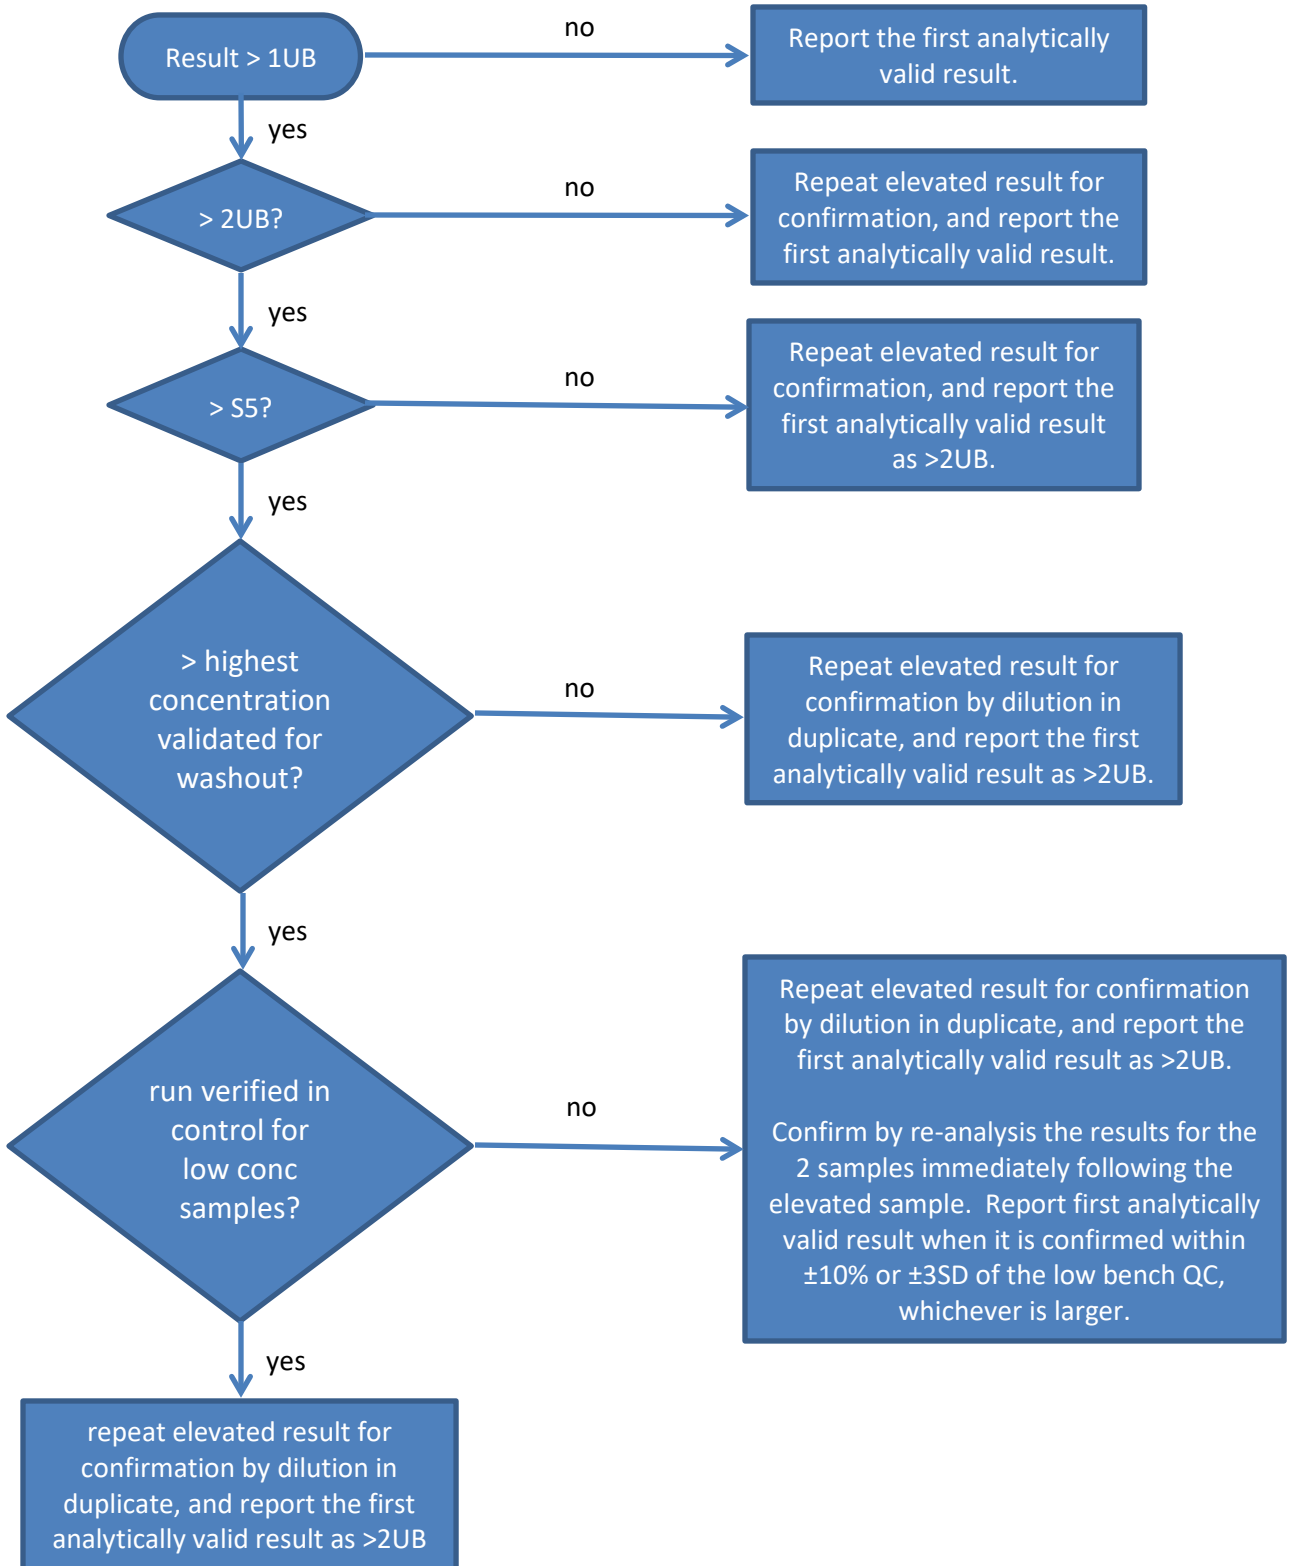 Result > 1UB
no
Report the first analytically
valid result.
yes
> 2UB?
no
Repeat elevated result for
confirmation, and report the
first analytically valid result.
yes
> S5?
no
Repeat elevated result for
confirmation, and report the
first analytically valid result
as >2UB.
yes
> highest
concentration
validated for
washout?
no
Repeat elevated result for
confirmation by dilution in
duplicate, and report the first
analytically valid result as >2UB.
yes
run verified in
control for
low conc
samples?
no
Repeat elevated result for confirmation
by dilution in duplicate, and report the
first analytically valid result as >2UB.
Confirm by re-analysis the results for the
2 samples immediately following the
elevated sample.  Report first analytically
valid result when it is confirmed within
±10% or ±3SD of the low bench QC,
whichever is larger.
yes
repeat elevated result for
confirmation by dilution in
duplicate, and report the first
analytically valid result as >2UB